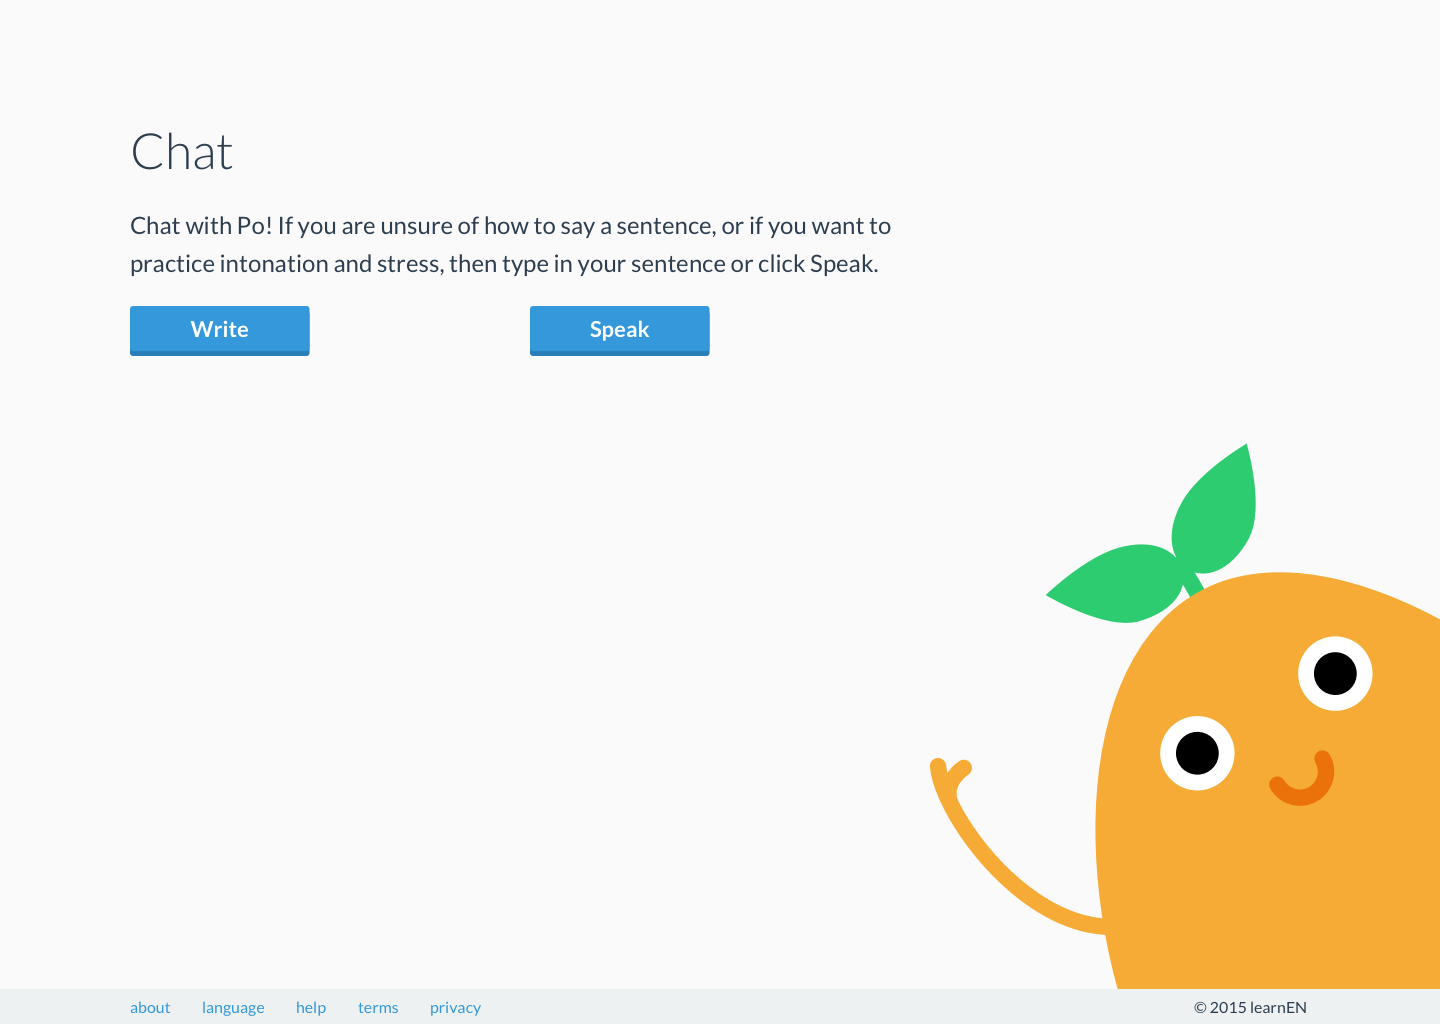 Chat
Chat with Po! If you are unsure of how to say a sentence, or if you want to
practice intonation and stress, then type in your sentence or click Speak.
Write
Speak
about language help terms privacy © 2015 learnEN